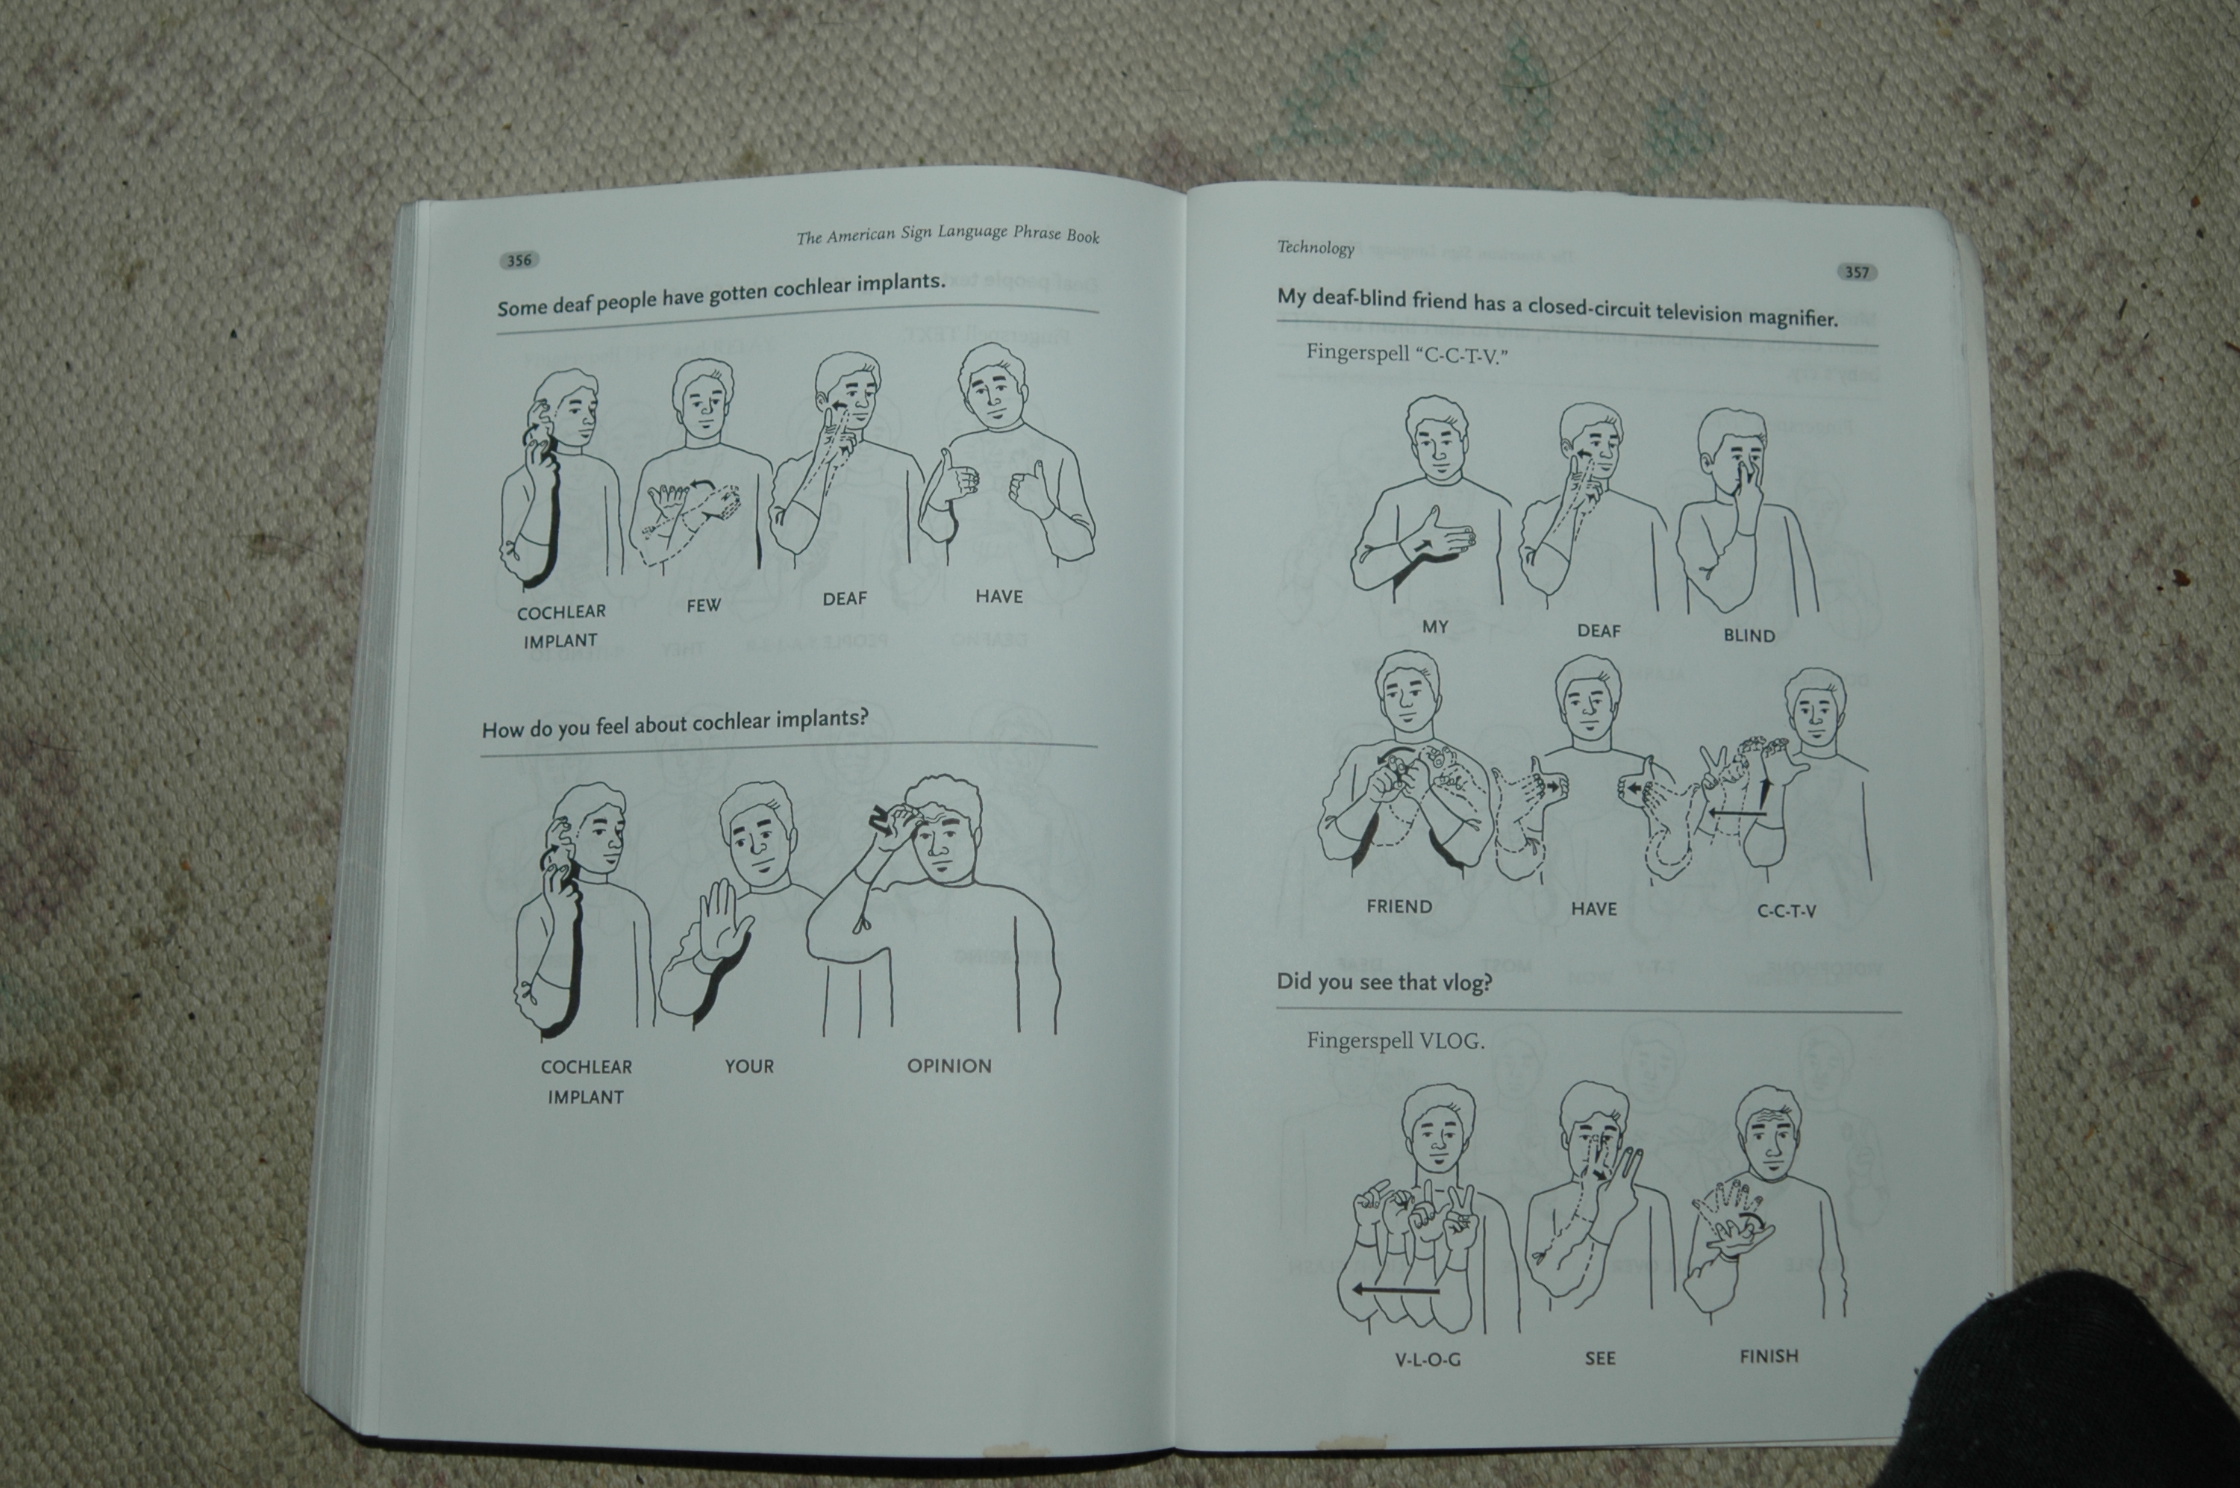 356
The American Sign Language Phrase Book
Some deaf people have gotten cochlear implants.
COCHLEAR IMPLANT
FEW
DEAF
HAVE
How do you feel about cochlear implants?
COCHLEAR IMPLANT
YOUR
OPINION
Technology
357
My deaf-blind friend has a closed-circuit television magnifier.
Fingerspell “C-C-T-V.”
MY
DEAF
BLIND
FRIEND
HAVE
C-C-T-V
Did you see that vlog?
Fingerspell VLOG.
V-L-O-G
SEE
FINISH